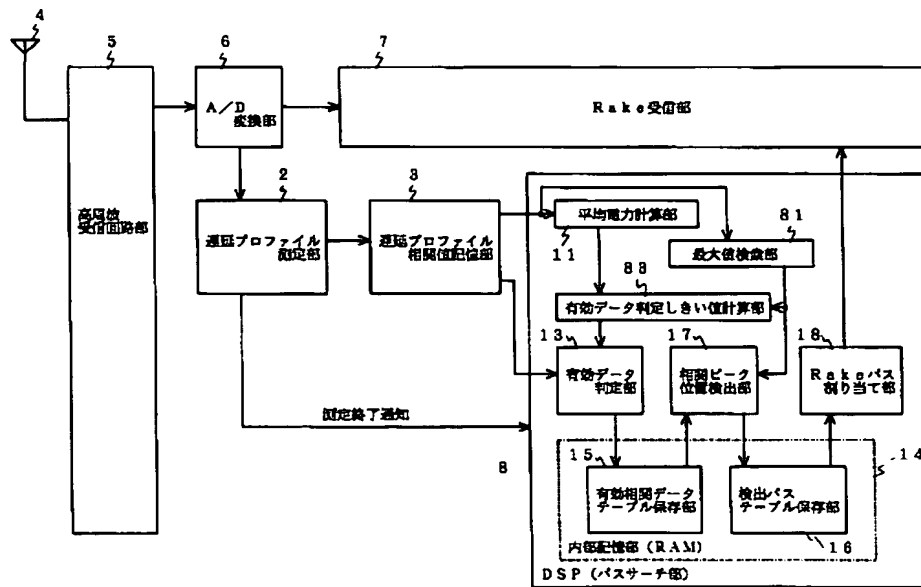 4
5
6
7
A/D
変換部
Rake受信部
2
3
高周波
受信回路部
遅延プロファイル
測定部
遅延プロファイル
相関値記憶部
平均電力計算部
11
81
最大値検索部
83
有効データ判定しきい値計算部
13
17
18
有効データ
判定部
相関ピーク
位置検出部
Rakeパス
割り当て部
測定終了通知
8
14
15
有効相関データ
テーブル保存部
検出パス
テーブル保存部
内部記憶部(RAM)
16
DSP(パスサーチ部)